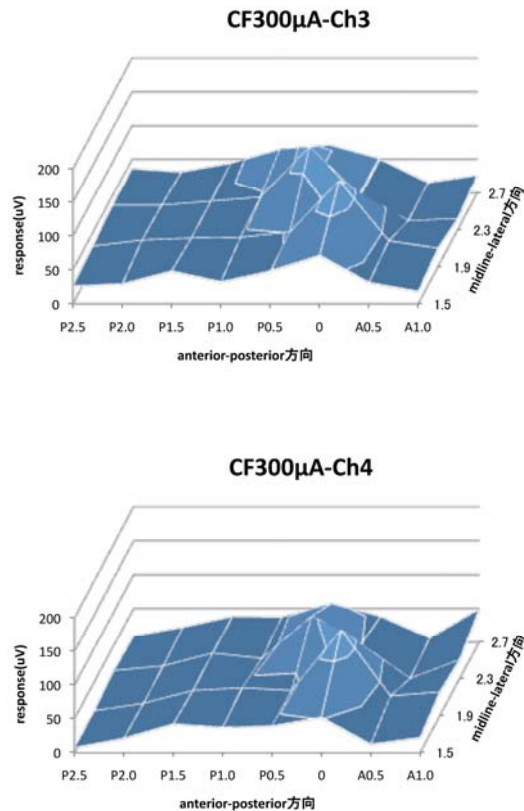 CF300μA-Ch3
response(uV)
200
150
100
50
0
P2.5 P2.0 P1.5 P1.0 P0.5 0 A0.5 A1.0
anterior-posterior方向
2.7
2.3
1.9
1.5
midline-lateral方向
CF300μA-Ch4
response(uV)
200
150
100
50
0
P2.5 P2.0 P1.5 P1.0 P0.5 0 A0.5 A1.0
anterior-posterior方向
2.7
2.3
1.9
1.5
midline-lateral方向